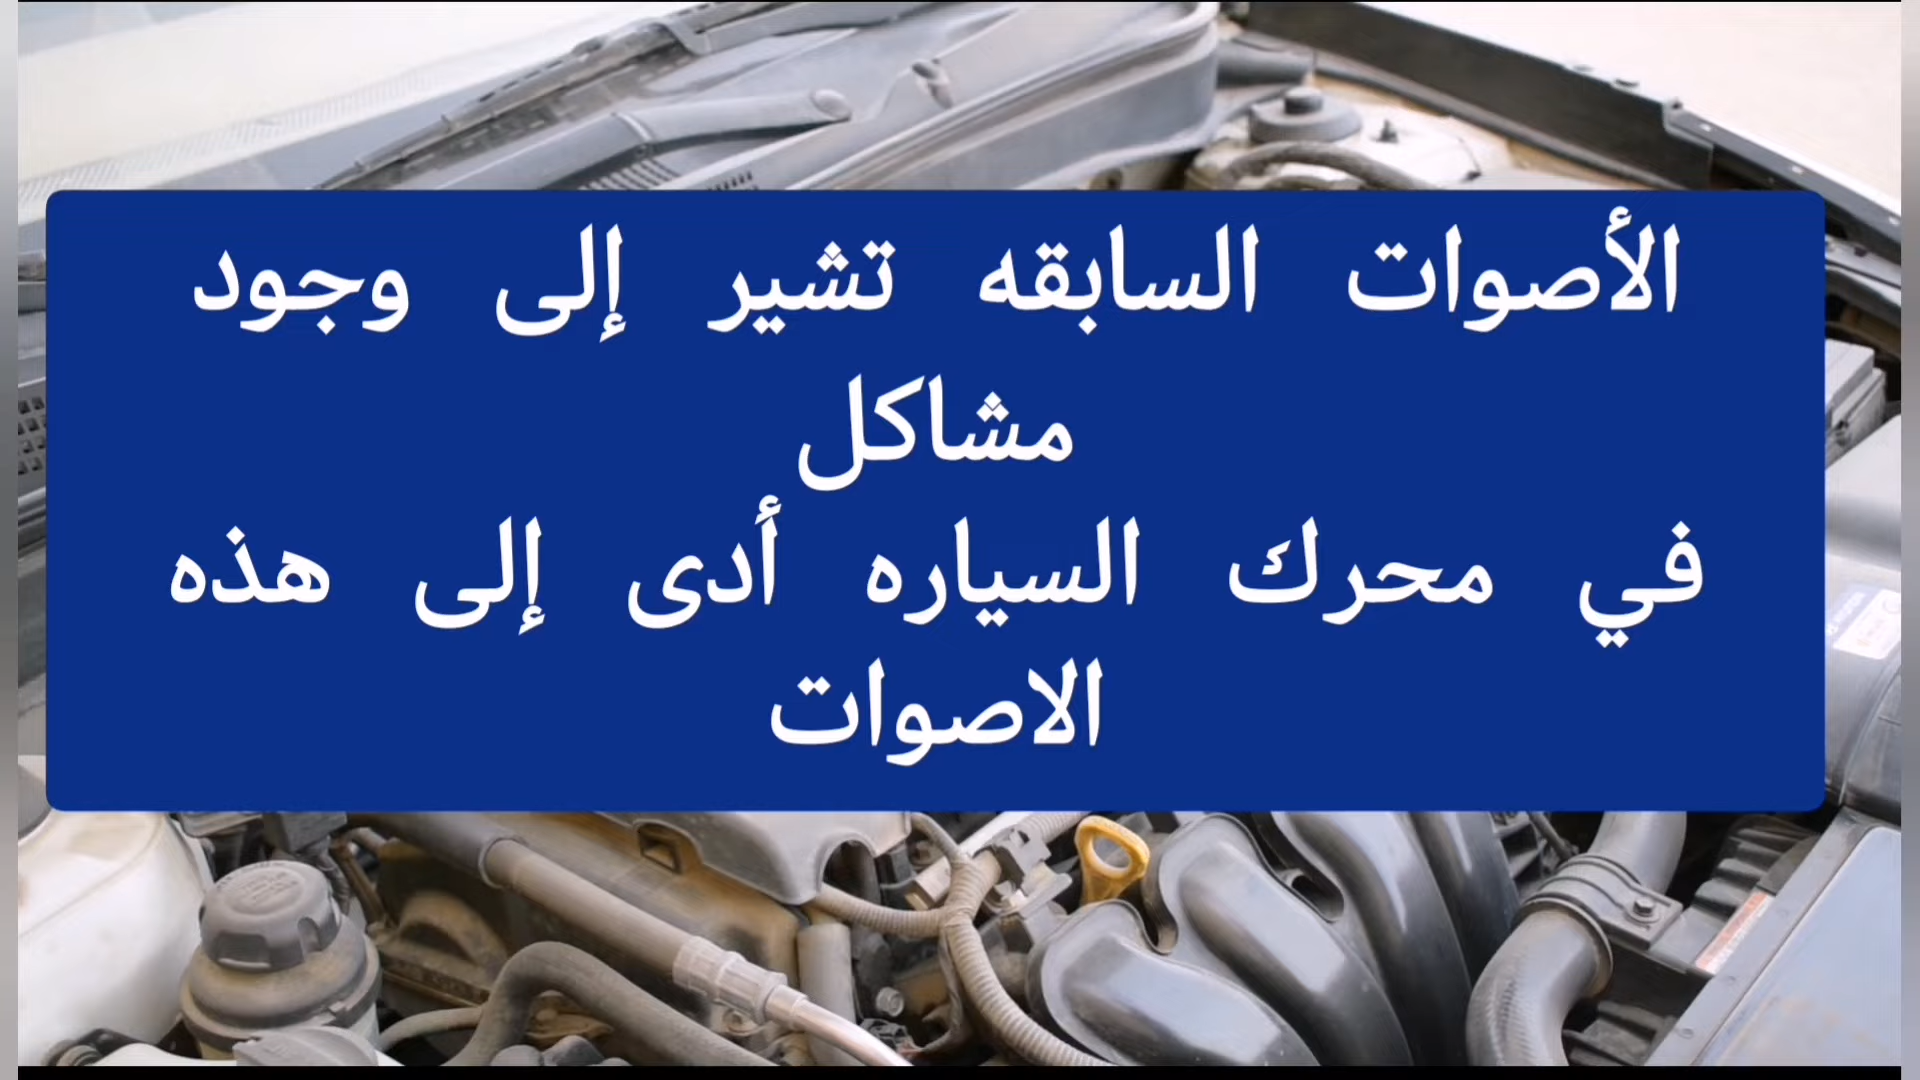 الأصوات السابقه تشير إلى وجود
مشاكل
في محرك السياره أدى إلى هذه
الاصوات